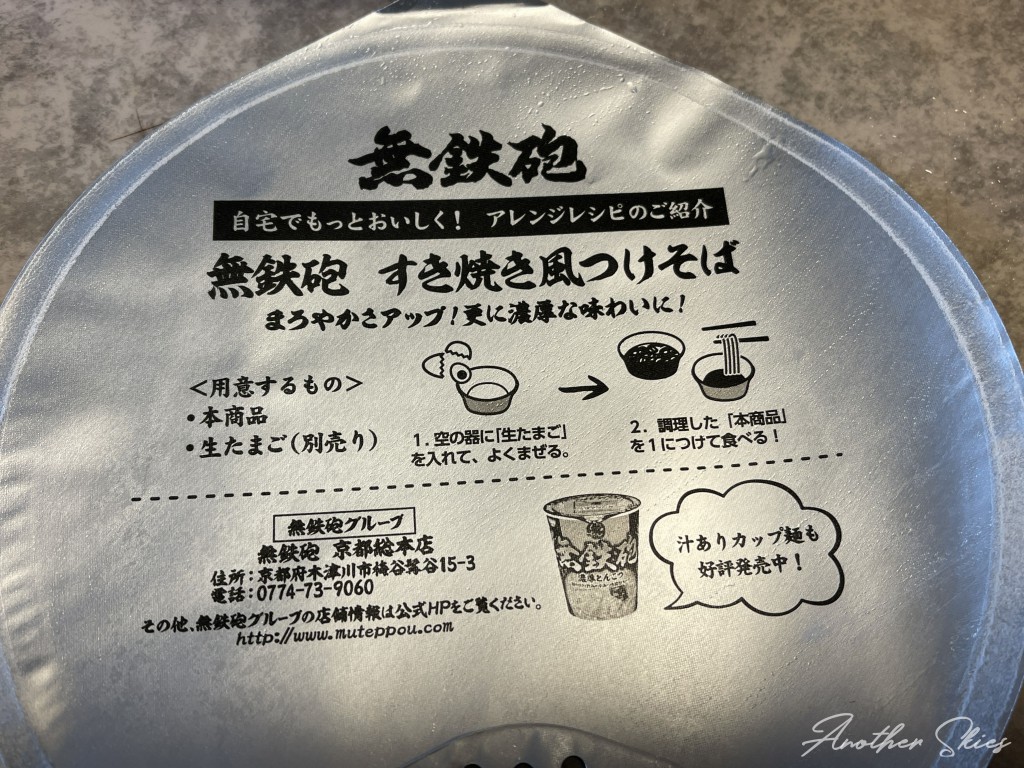 無鉄砲
自宅でもっとおいしく! アレンジレシピのご紹介
無鉄砲 すき焼き風つけそば
まろやかさアップ!更に濃厚な味わいに!
<用意するもの>
・本商品
・生たまご(別売り)
1.空の器に「生たまご」
を入れて、よくまぜる。
2.調理した「本商品」
を1につけて食べる!
無鉄砲グループ
無鉄砲 京都総本店
住所:京都府木津川市梅谷髯谷15-3
電話:0774-73-9060
その他、無鉄砲グループの店舗情報は公式HPをご覧ください。
http://www.muteppou.com
無鉄砲
濃厚とんこつ
汁ありカップ麺も
好評発売中!
Another Skies